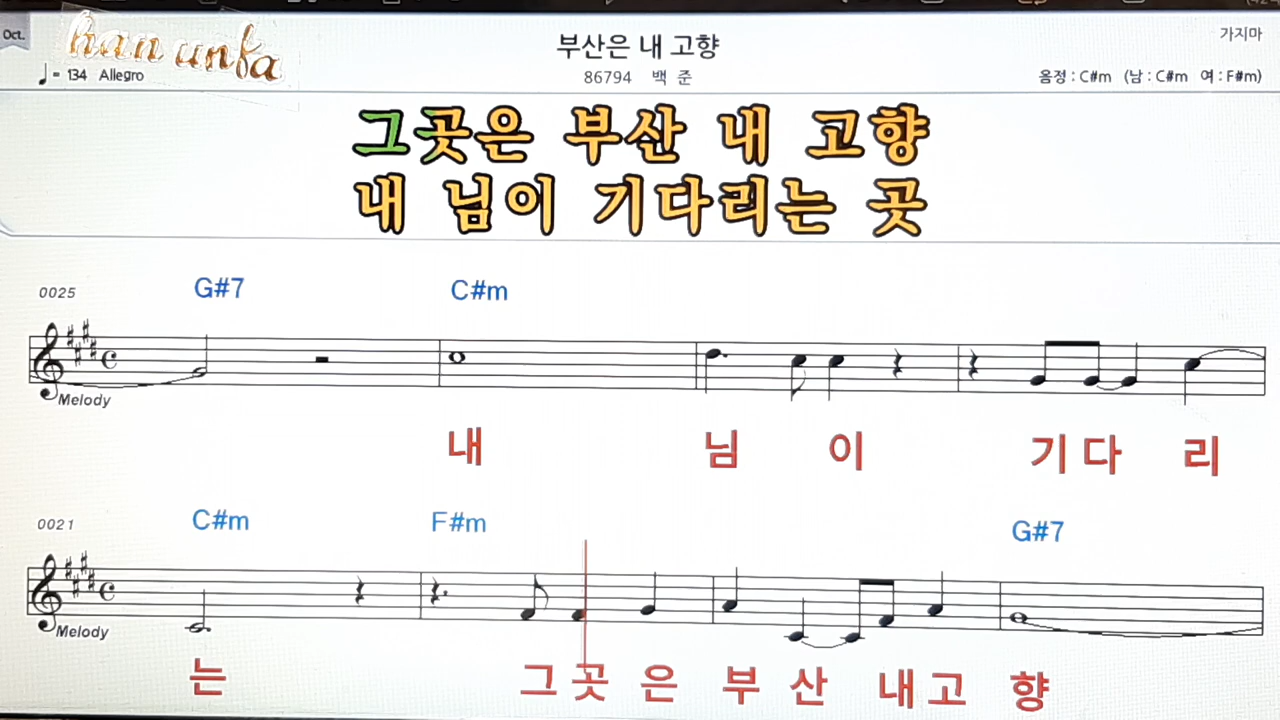 Oct.
han unfa
부산은 내 고향
가지마
♩= 134 Allegro
86794 백 준
음정 : C#m (남 : C#m 여 : F#m)
그곳은 부산 내 고향
내 님이 기다리는 곳
0025
G#7 C#m
Melody
내 님 이 기 다 리
0021
C#m F#m G#7
Melody
는 그 곳 은 부 산 내 고 향